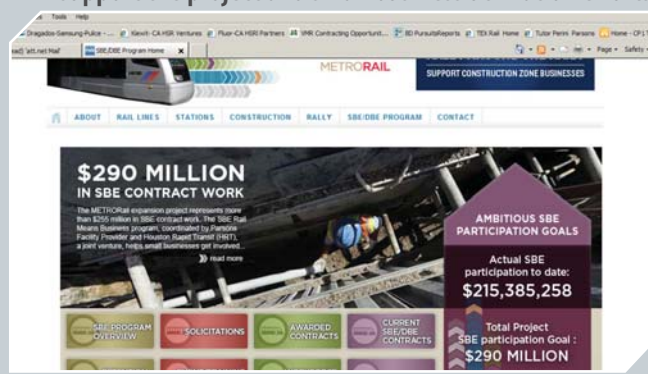 Tools Help
Dragados-Samsung-Pulice - ... Kiewit-CA HSR Ventures Fluor-CA HSR Partners VMR Contracting Opportunit... BD PursuitsReports TEX Rail Home Tutor Perini Parsons Home - CP1
SBE/DBE Program Home x Page Safety
METRORAIL
SUPPORT CONSTRUCTION ZONE BUSINESSES
ABOUT RAIL LINES STATIONS CONSTRUCTION RALLY SBE/DBE PROGRAM CONTACT
$290 MILLION
IN SBE CONTRACT WORK
The METRORail expansion project represents more
than $255 million in SBE contract work. The SBE Rail
Means Business program, coordinated by Parsons
Facility Provider and Houston Rapid Transit (HRT),
a joint venture, helps small businesses get involved...
read more
AMBITIOUS SBE
PARTICIPATION GOALS
Actual SBE
participation to date:
$215,385,258
Total Project
SBE participation Goal :
$290 MILLION
SBE PROGRAM
OVERVIEW
SOLICITATIONS
AWARDED
CONTRACTS
CURRENT
SBE/DBE
CONTRACTS